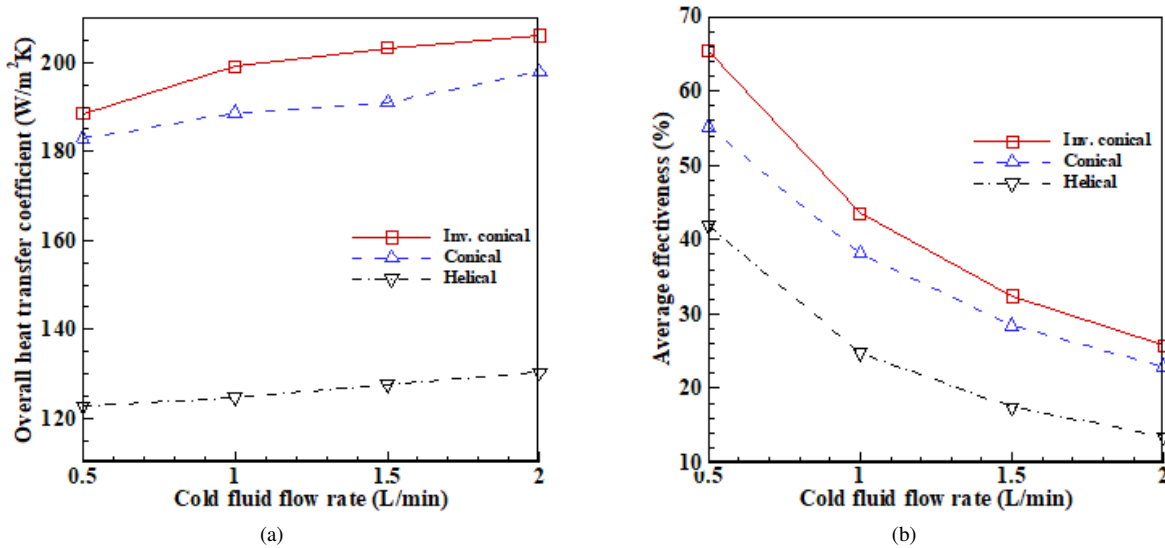 200
180
160
140
120
Overall heat transfer coefficient (W/m²K)
Inv. conical
Conical
Helical
0.5 1 1.5 2
Cold fluid flow rate (L/min)
(a)
70
60
50
40
30
20
10
Average effectiveness (%)
Inv. conical
Conical
Helical
0.5 1 1.5 2
Cold fluid flow rate (L/min)
(b)